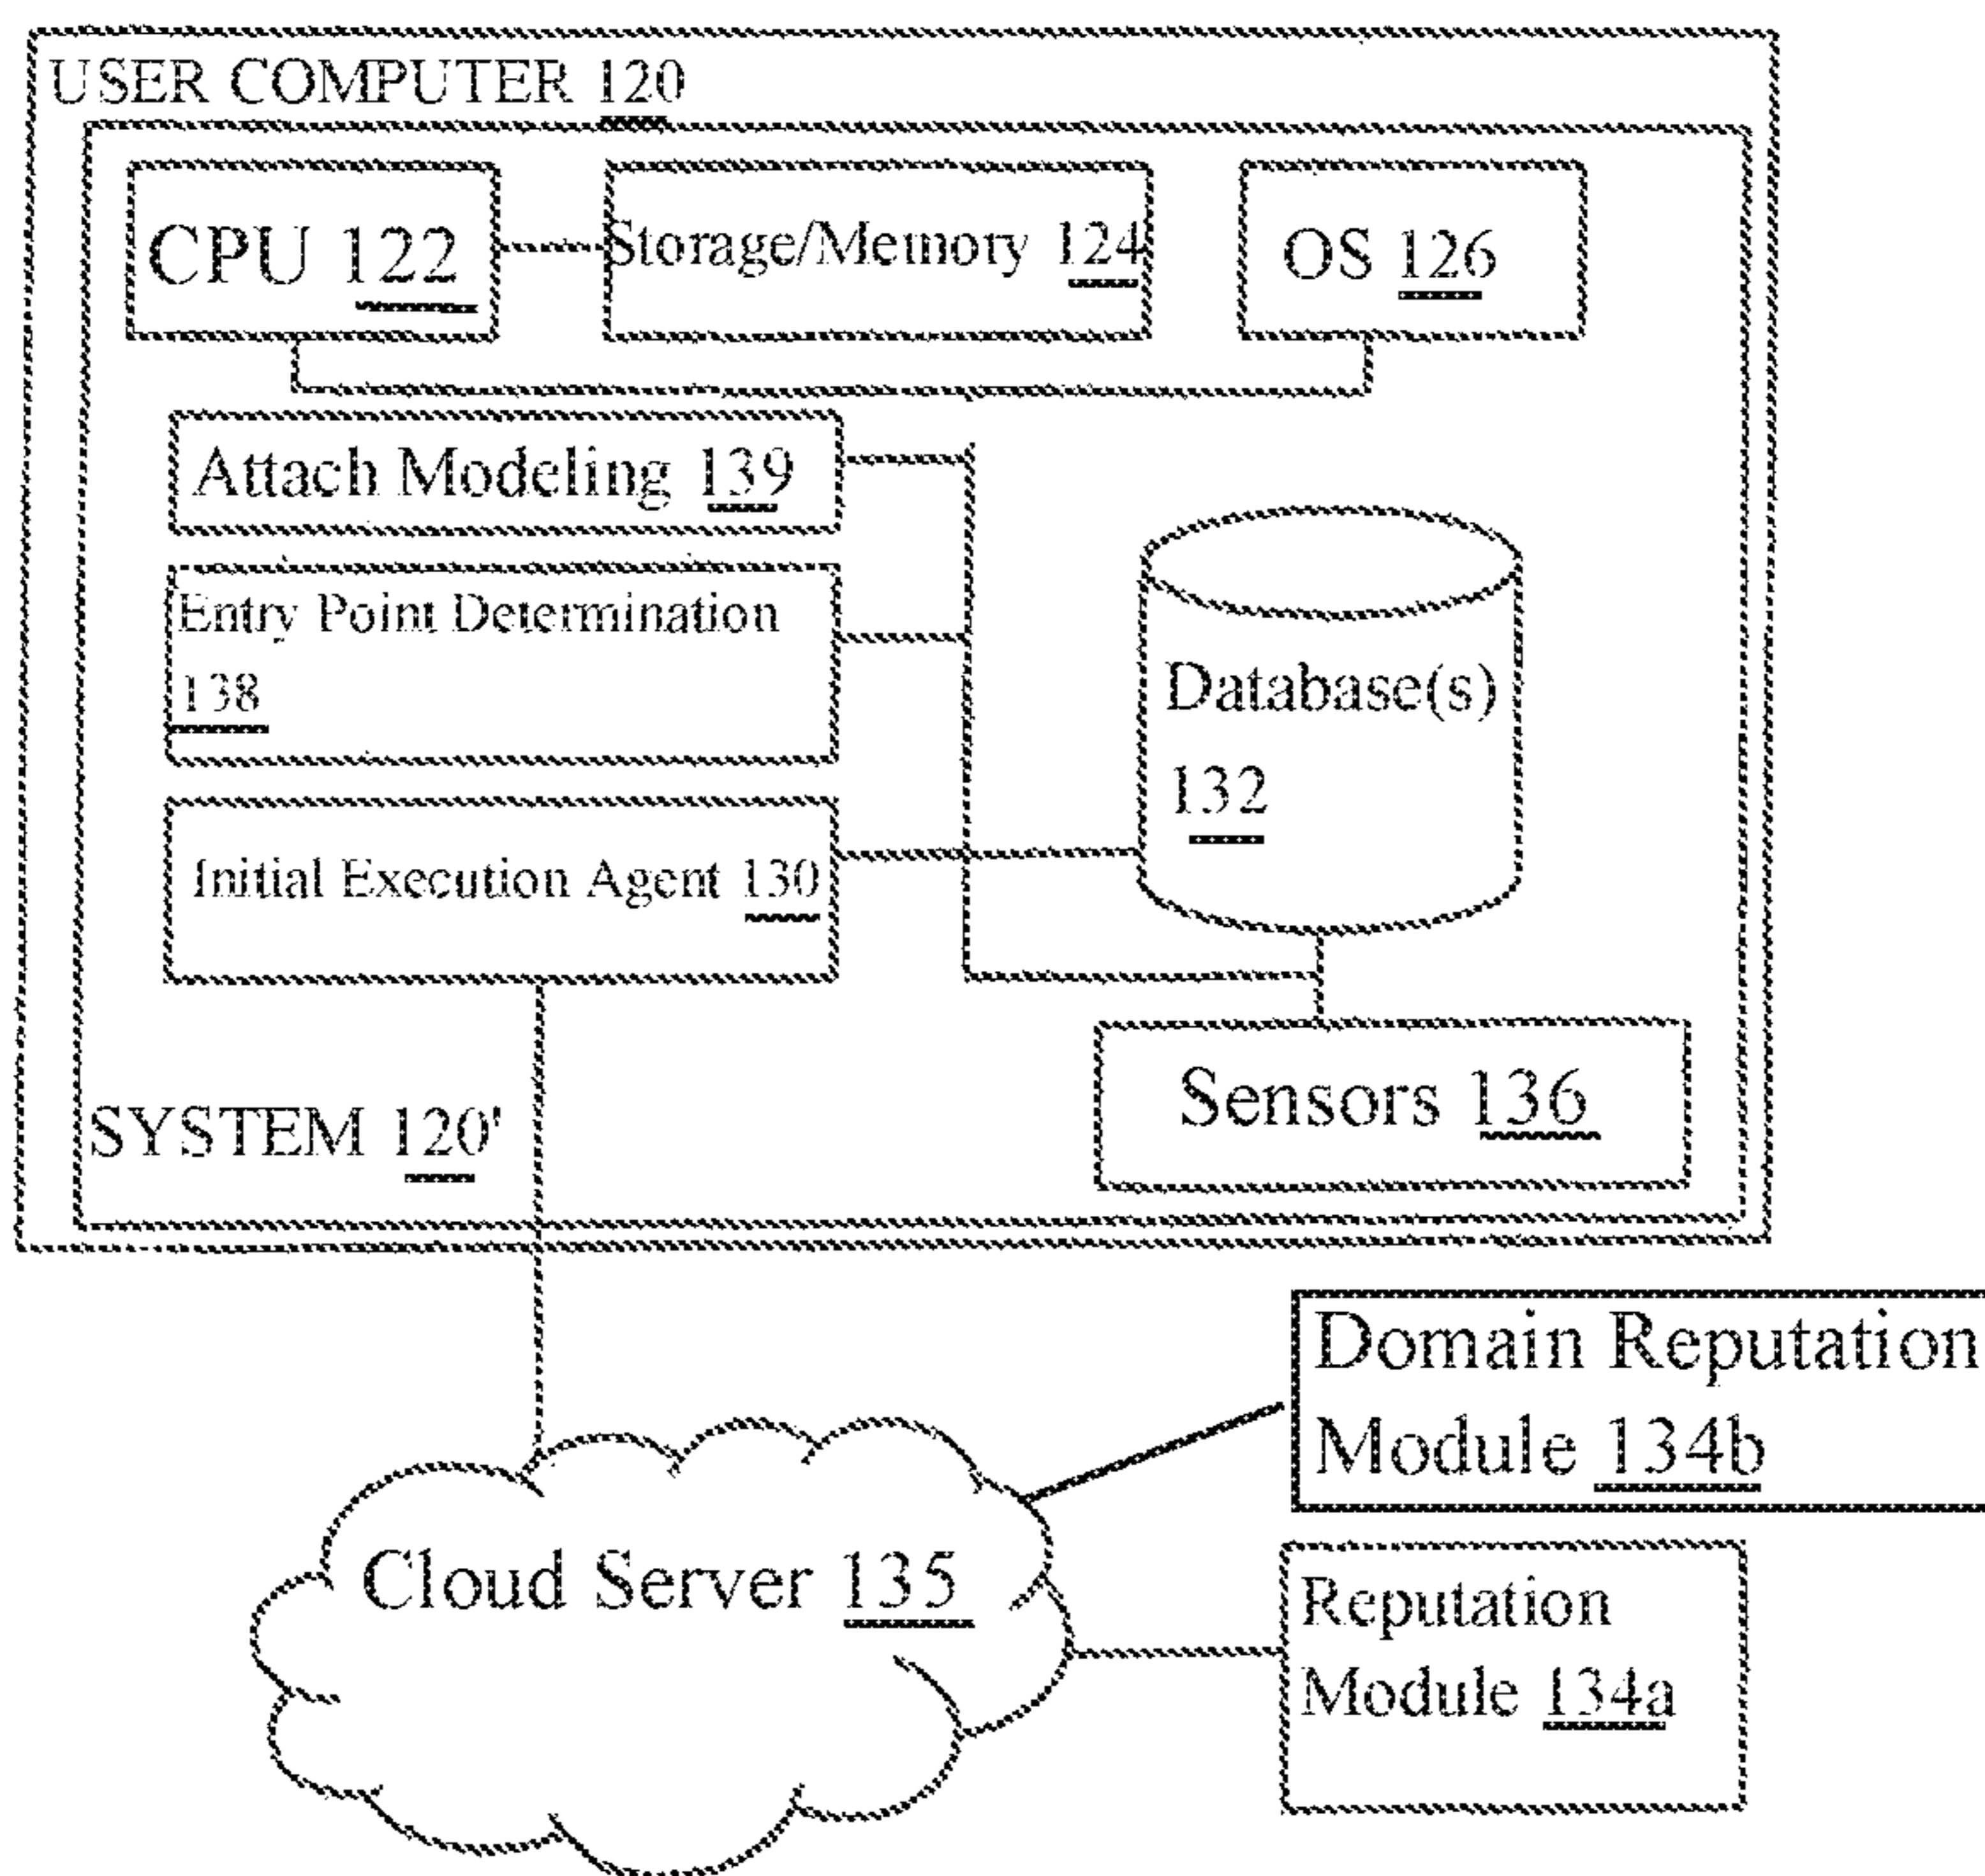 USER COMPUTER 120
CPU 122
Storage/Memory 124
OS 126
Attach Modeling 139
Entry Point Determination
138
Database(s)
132
Initial Execution Agent 130
Sensors 136
SYSTEM 120'
Domain Reputation
Module 134b
Cloud Server 135
Reputation
Module 134a